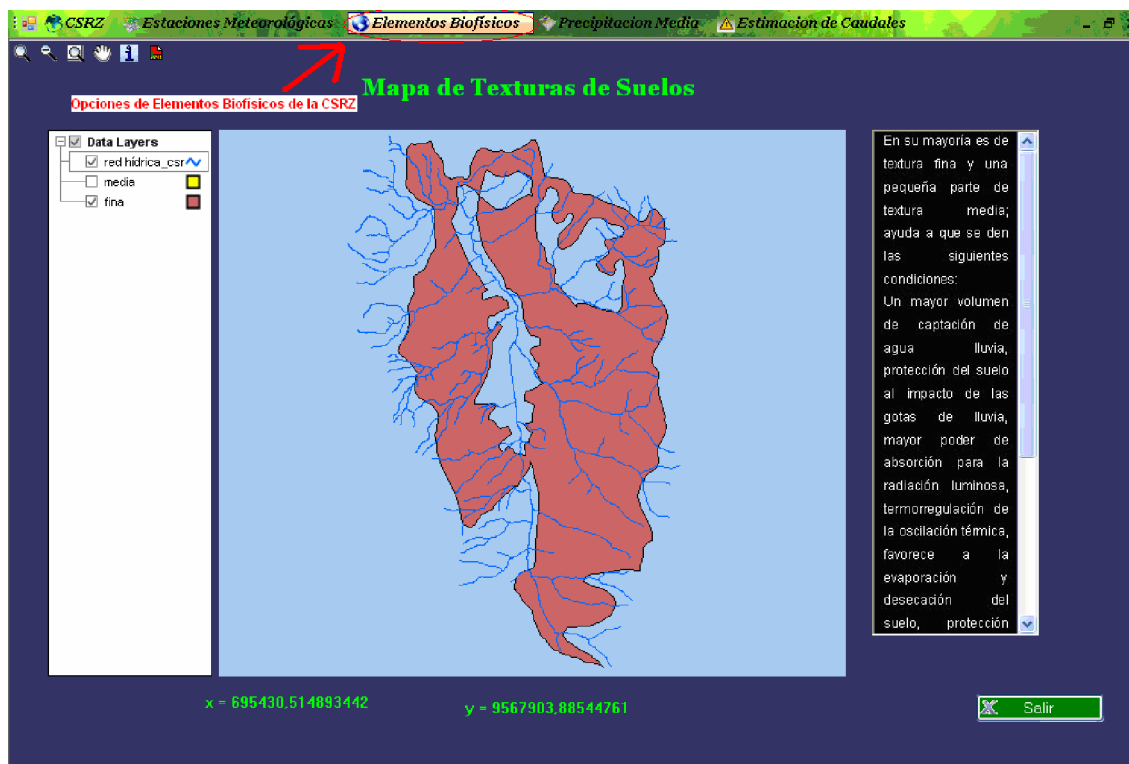 CSRZ Estaciones Meteorológicas Elementos Biofísicos Precipitacion Media Estimacion de Caudales
Mapa de Texturas de Suelos
Opciones de Elementos Biofísicos de la CSRZ
Data Layers
red hídrica_csr
media
fina
En su mayoría es de
textura fina y una
pequeña parte de
textura media;
ayuda a que se den
las siguientes
condiciones:
Un mayor volumen
de captación de
agua lluvia,
protección del suelo
al impacto de las
gotas de lluvia,
mayor poder de
absorción para la
radiación luminosa,
termorregulación de
la oscilación térmica,
favorece a la
evaporación y
desecación del
suelo, protección
x = 695430,514893442
y = 9567903,88544761
Salir